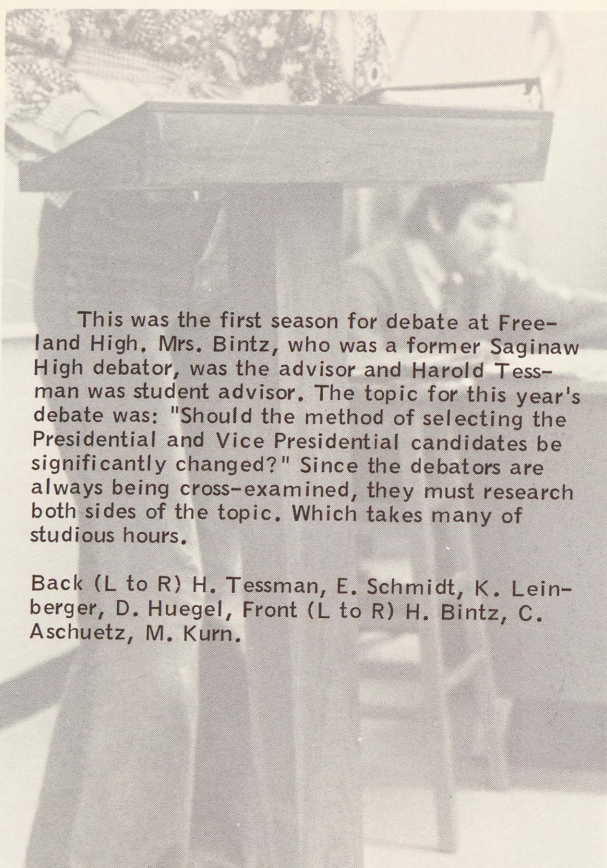 This was the first season for debate at Free-
land High. Mrs. Bintz, who was a former Saginaw
High debator, was the advisor and Harold Tess-
man was student advisor. The topic for this year's
debate was: "Should the method of selecting the
Presidential and Vice Presidential candidates be
significantly changed?" Since the debators are
always being cross-examined, they must research
both sides of the topic. Which takes many of
studious hours.

Back (L to R) H. Tessman, E. Schmidt, K. Lein-
berger, D. Huegel, Front (L to R) H. Bintz, C.
Aschuetz, M. Kurn.